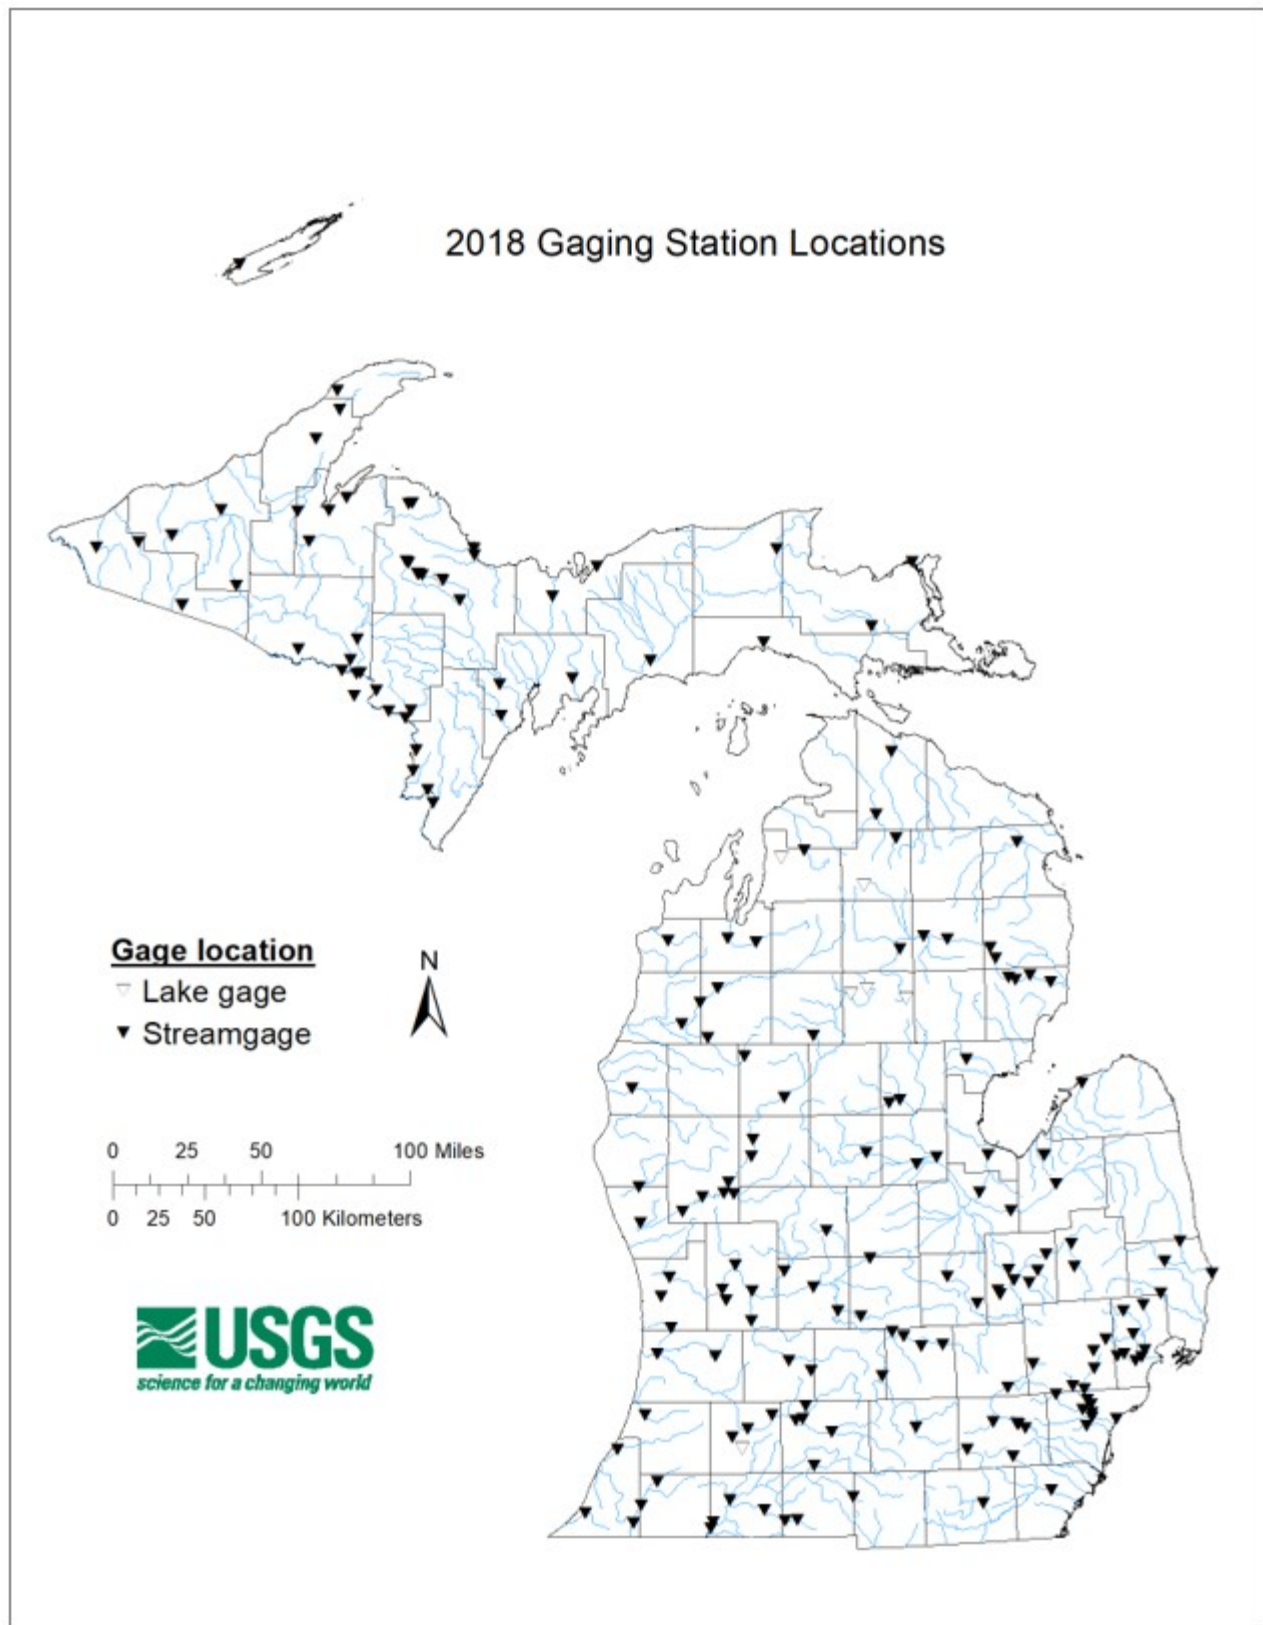 2018 Gaging Station Locations
Gage location
Lake gage
Streamgage
N
0 25 50 100 Miles
0 25 50 100 Kilometers
USGS
science for a changing world